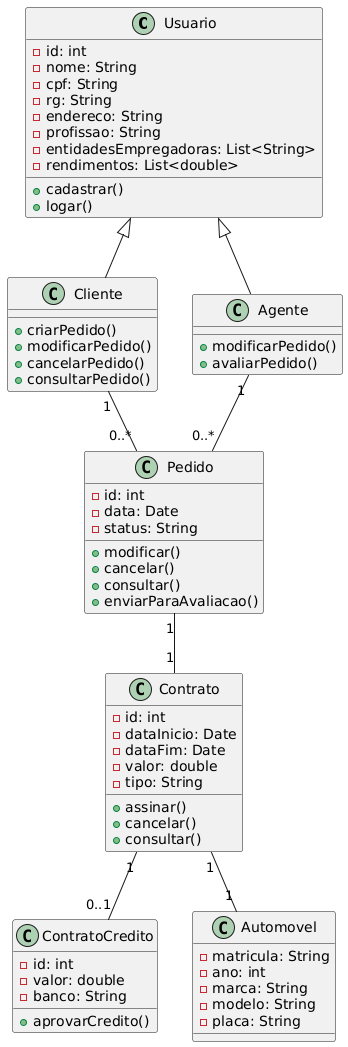 C Usuario
id: int
nome: String
cpf: String
rg: String
endereco: String
profissao: String
entidadesEmpregadoras: List<String>
rendimentos: List<double>
cadastrar()
logar()
C Cliente
criarPedido()
modificarPedido()
cancelarPedido()
consultarPedido()
C Agente
modificarPedido()
avaliarPedido()
1
1
0..*
0..*
C Pedido
id: int
data: Date
status: String
modificar()
cancelar()
consultar()
enviarParaAvaliacao()
1
1
C Contrato
id: int
dataInicio: Date
dataFim: Date
valor: double
tipo: String
assinar()
cancelar()
consultar()
1
1
0..1
1
C ContratoCredito
id: int
valor: double
banco: String
aprovarCredito()
C Automovel
matricula: String
ano: int
marca: String
modelo: String
placa: String